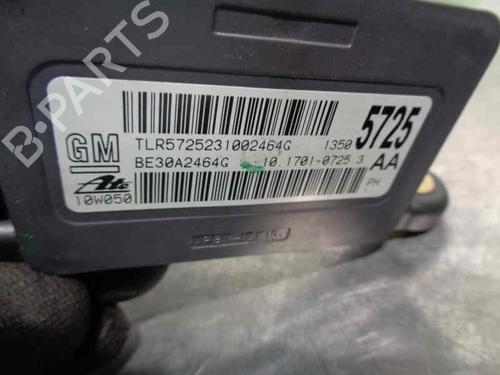 GM
TLR5725231002464G
1350 5725
BE30A2464G
10.1701-0725.3
AA
Ate
10W050
PH
B-PARTS